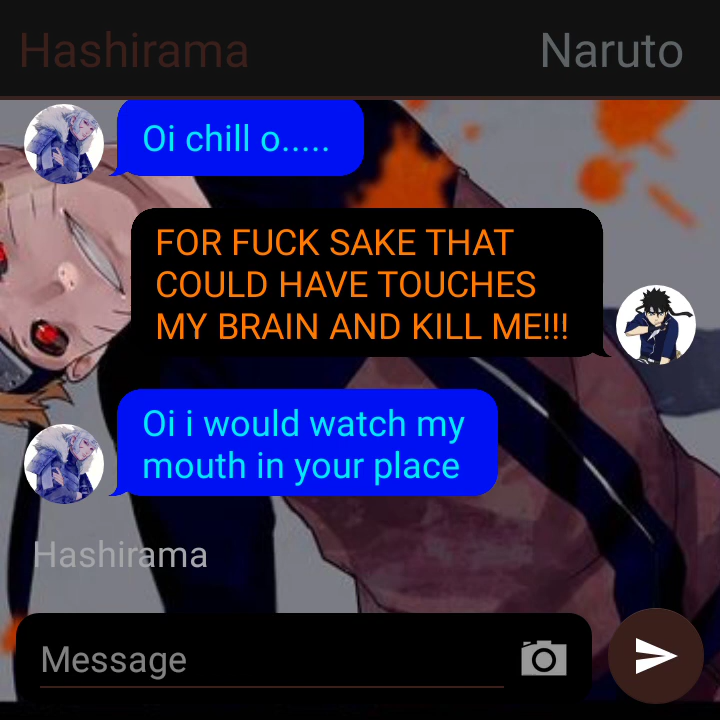 Hashirama
Naruto
Oi chill o.....
FOR FUCK SAKE THAT
COULD HAVE TOUCHES
MY BRAIN AND KILL ME!!!
Oi i would watch my
mouth in your place
Hashirama
Message